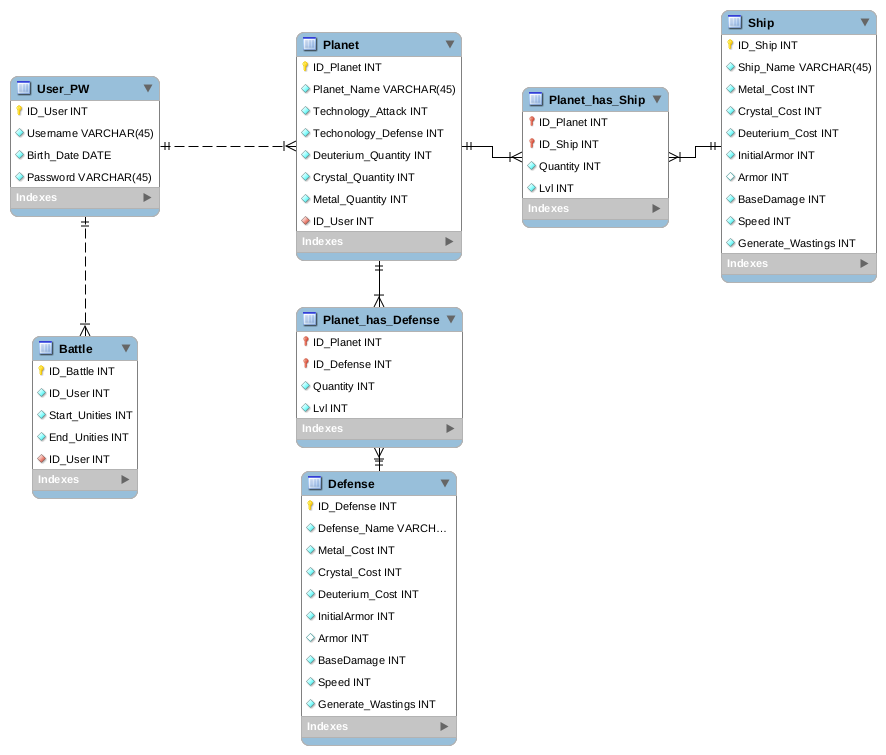 User_PW
ID_User INT
Username VARCHAR(45)
Birth_Date DATE
Password VARCHAR(45)
Indexes
Battle
ID_Battle INT
ID_User INT
Start_Unities INT
End_Unities INT
ID_User INT
Indexes
Planet
ID_Planet INT
Planet_Name VARCHAR(45)
Technology_Attack INT
Techonology_Defense INT
Deuterium_Quantity INT
Crystal_Quantity INT
Metal_Quantity INT
ID_User INT
Indexes
Planet_has_Defense
ID_Planet INT
ID_Defense INT
Quantity INT
Lvl INT
Indexes
Defense
ID_Defense INT
Defense_Name VARCH...
Metal_Cost INT
Crystal_Cost INT
Deuterium_Cost INT
InitialArmor INT
Armor INT
BaseDamage INT
Speed INT
Generate_Wastings INT
Indexes
Planet_has_Ship
ID_Planet INT
ID_Ship INT
Quantity INT
Lvl INT
Indexes
Ship
ID_Ship INT
Ship_Name VARCHAR(45)
Metal_Cost INT
Crystal_Cost INT
Deuterium_Cost INT
InitialArmor INT
Armor INT
BaseDamage INT
Speed INT
Generate_Wastings INT
Indexes